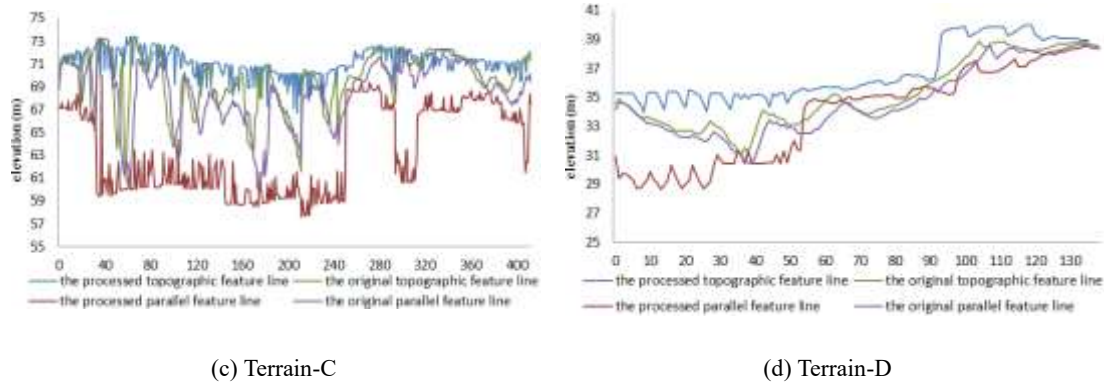 75
73
71
69
67
65
63
61
59
57
55
elevation (m)
0 40 80 120 160 200 240 280 320 360 400
the processed topographic feature line
the original topographic feature line
the processed parallel feature line
the original parallel feature line
(c) Terrain-C
41
39
37
35
33
31
29
27
25
elevation (m)
0 10 20 30 40 50 60 70 80 90 100 110 120 130
the processed topographic feature line
the original topographic feature line
the processed parallel feature line
the original parallel feature line
(d) Terrain-D